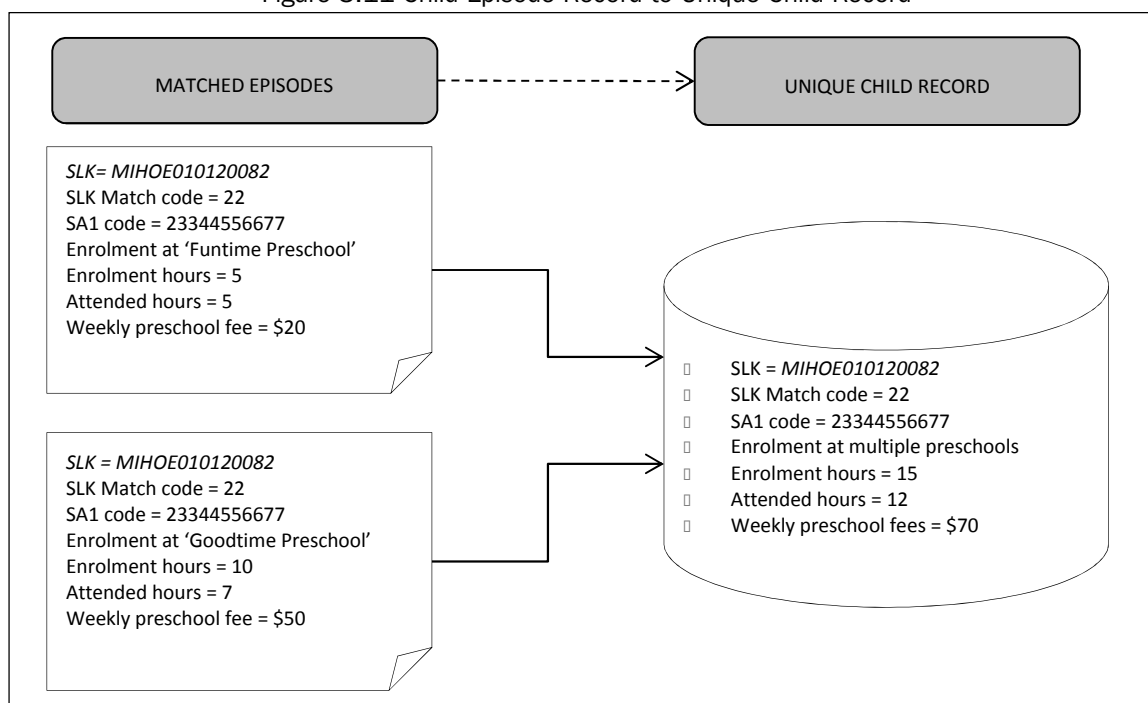 Figure 3.11 Child Episode Record to Unique Child Record
MATCHED EPISODES
UNIQUE CHILD RECORD
SLK= MIHOE010120082
SLK Match code = 22
SA1 code = 23344556677
Enrolment at ‘Funtime Preschool’
Enrolment hours = 5
Attended hours = 5
Weekly preschool fee = $20
SLK = MIHOE010120082
SLK Match code = 22
SA1 code = 23344556677
Enrolment at ‘Goodtime Preschool’
Enrolment hours = 10
Attended hours = 7
Weekly preschool fee = $50
SLK = MIHOE010120082
SLK Match code = 22
SA1 code = 23344556677
Enrolment at multiple preschools
Enrolment hours = 15
Attended hours = 12
Weekly preschool fees = $70